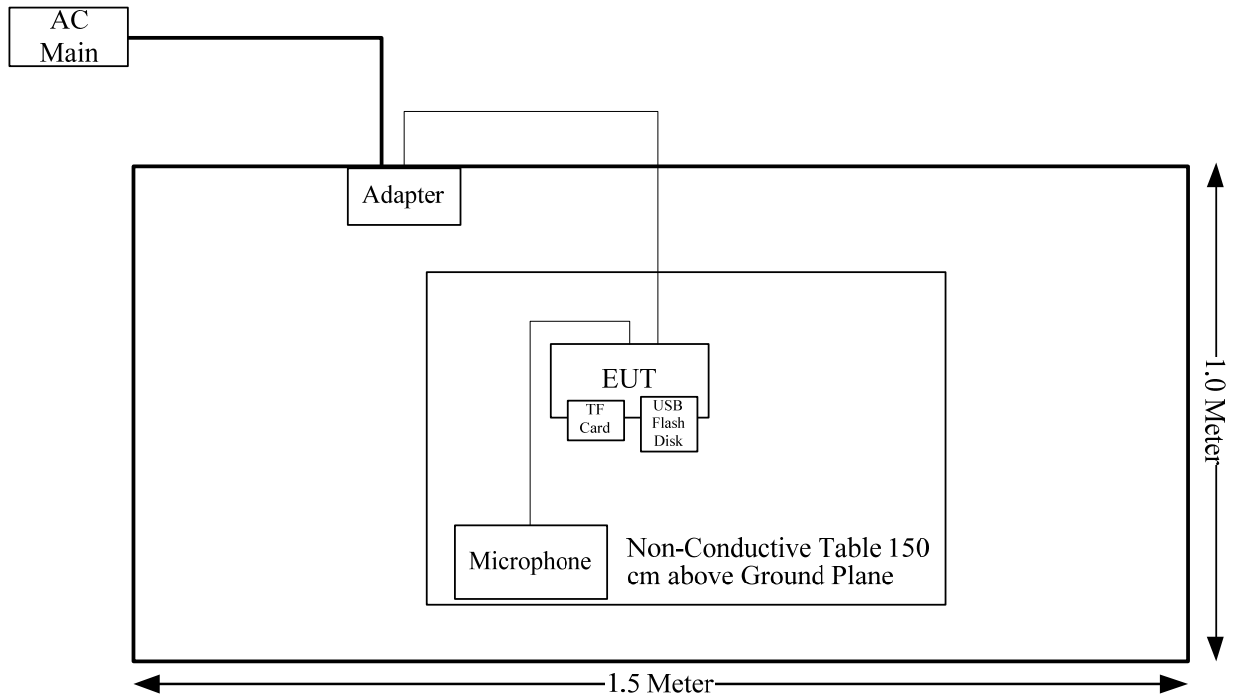 AC
Main
Adapter
EUT
TF
Card
USB
Flash
Disk
Microphone
Non-Conductive Table 150
cm above Ground Plane
1.0 Meter
1.5 Meter